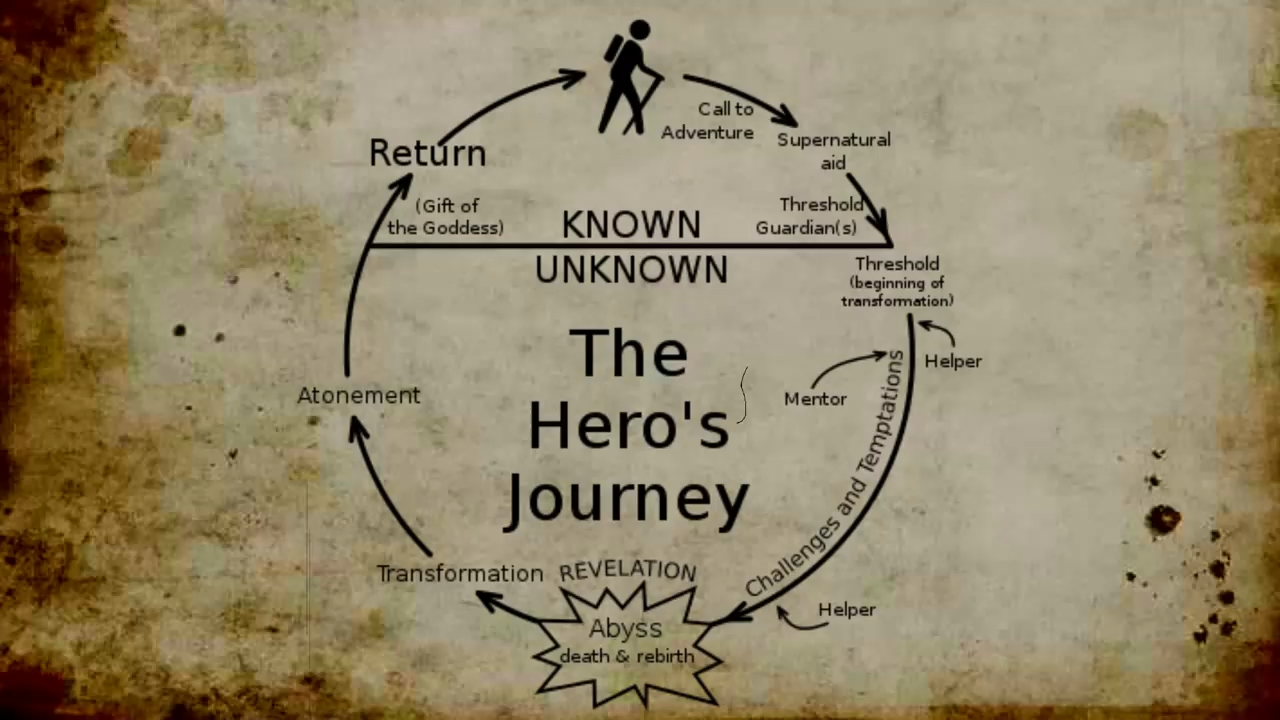 Call to
Adventure
Supernatural
aid
Return
(Gift of
the Goddess)
KNOWN
Threshold
Guardian(s)
UNKNOWN
Threshold
(beginning of
transformation)
The
Hero's
Journey
Helper
Mentor
Challenges and Temptations
Atonement
Transformation
REVELATION
Abyss
death & rebirth
Helper